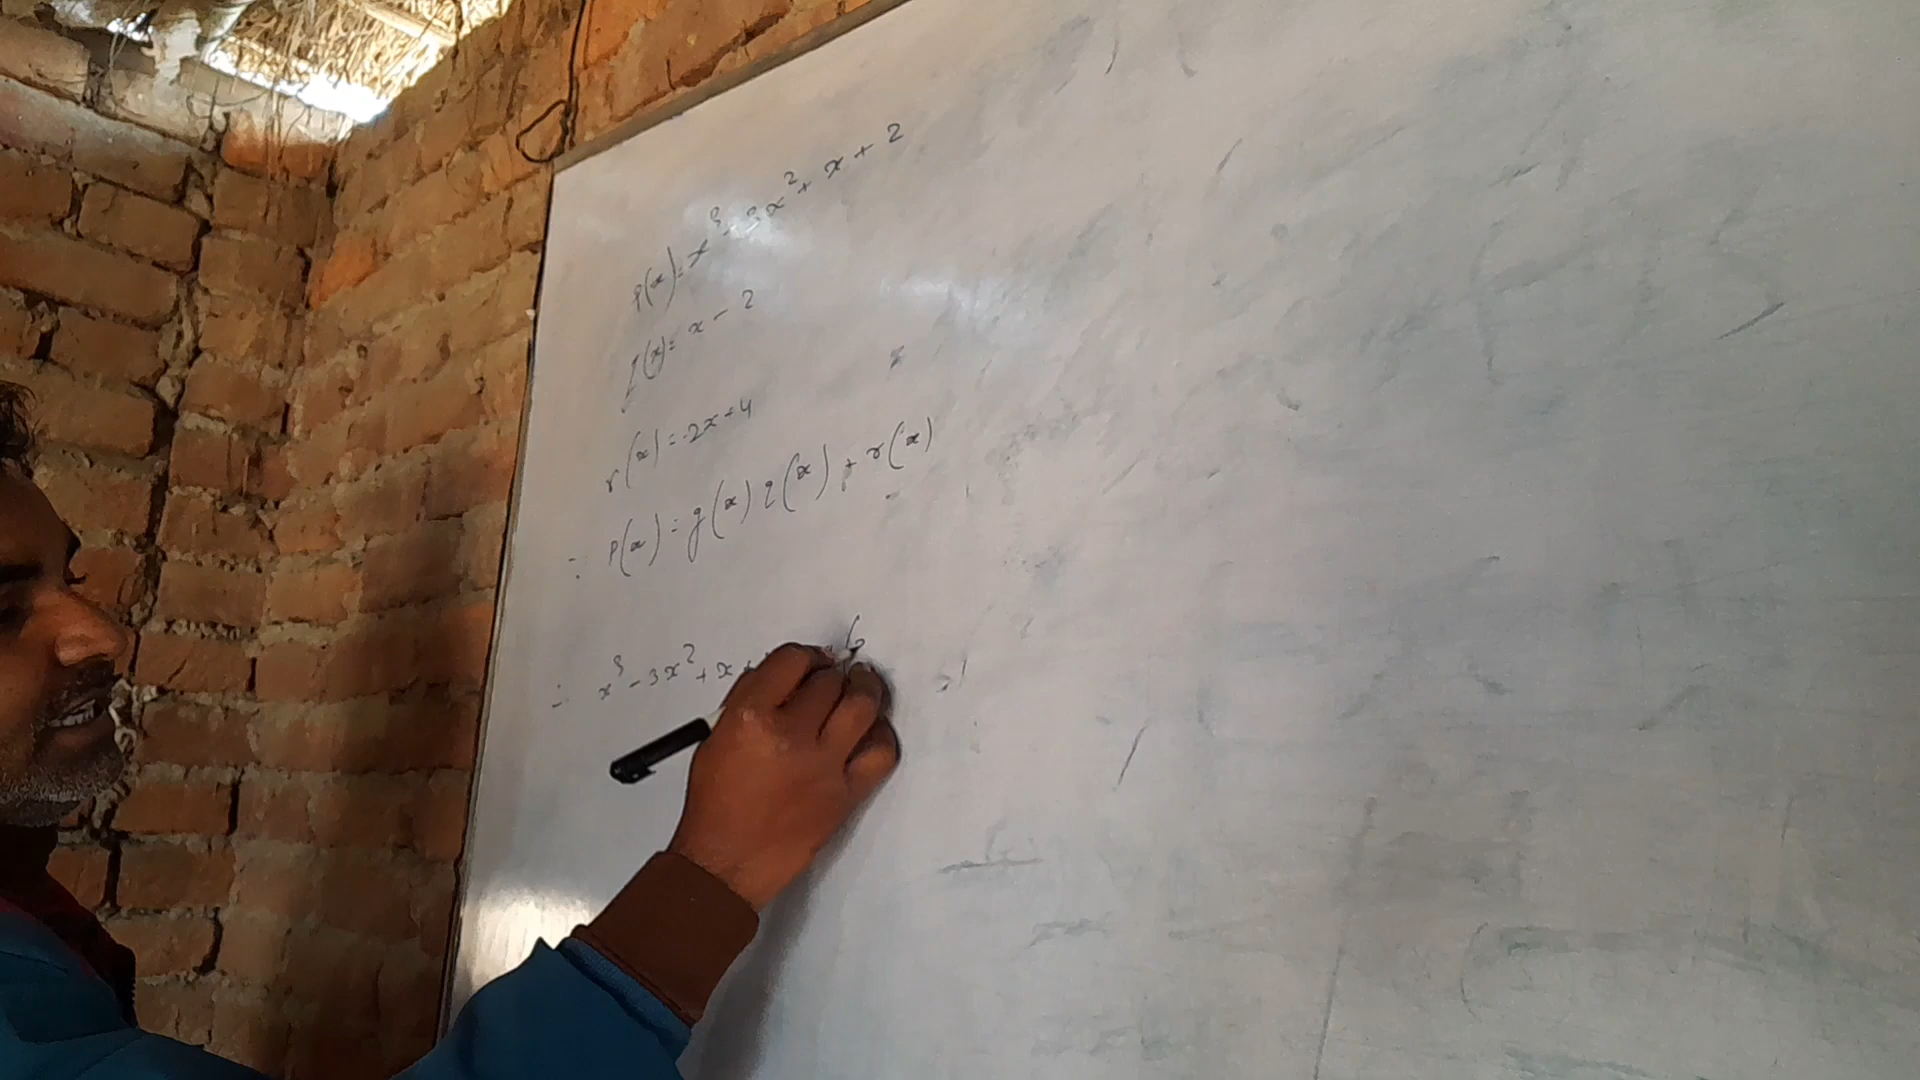 p(x) = x³ - 3x² + x + 2
q(x) = x - 2
r(x) = -2x + 4
∵ p(x) = g(x) q(x) + r(x)
∴ x³ - 3x² + x +